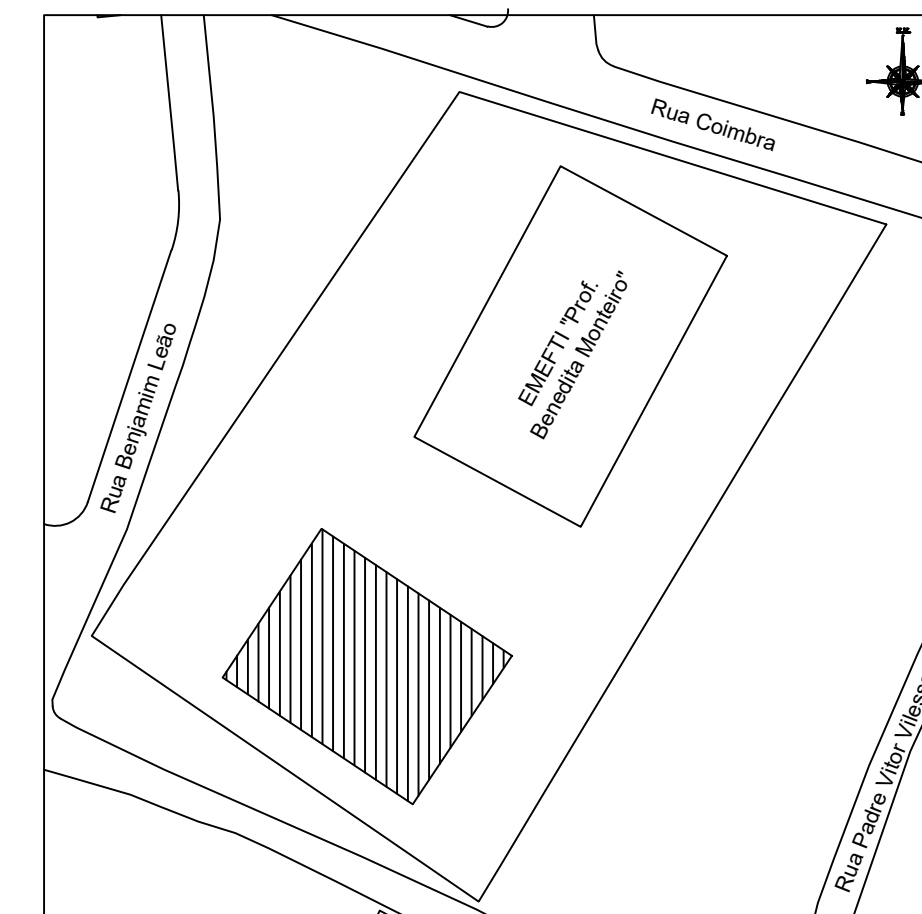 Rua Coimbra
EMEFTI "Prof.
Benedita Monteiro"
Rua Benjamim Leão
Rua Padre Vitor